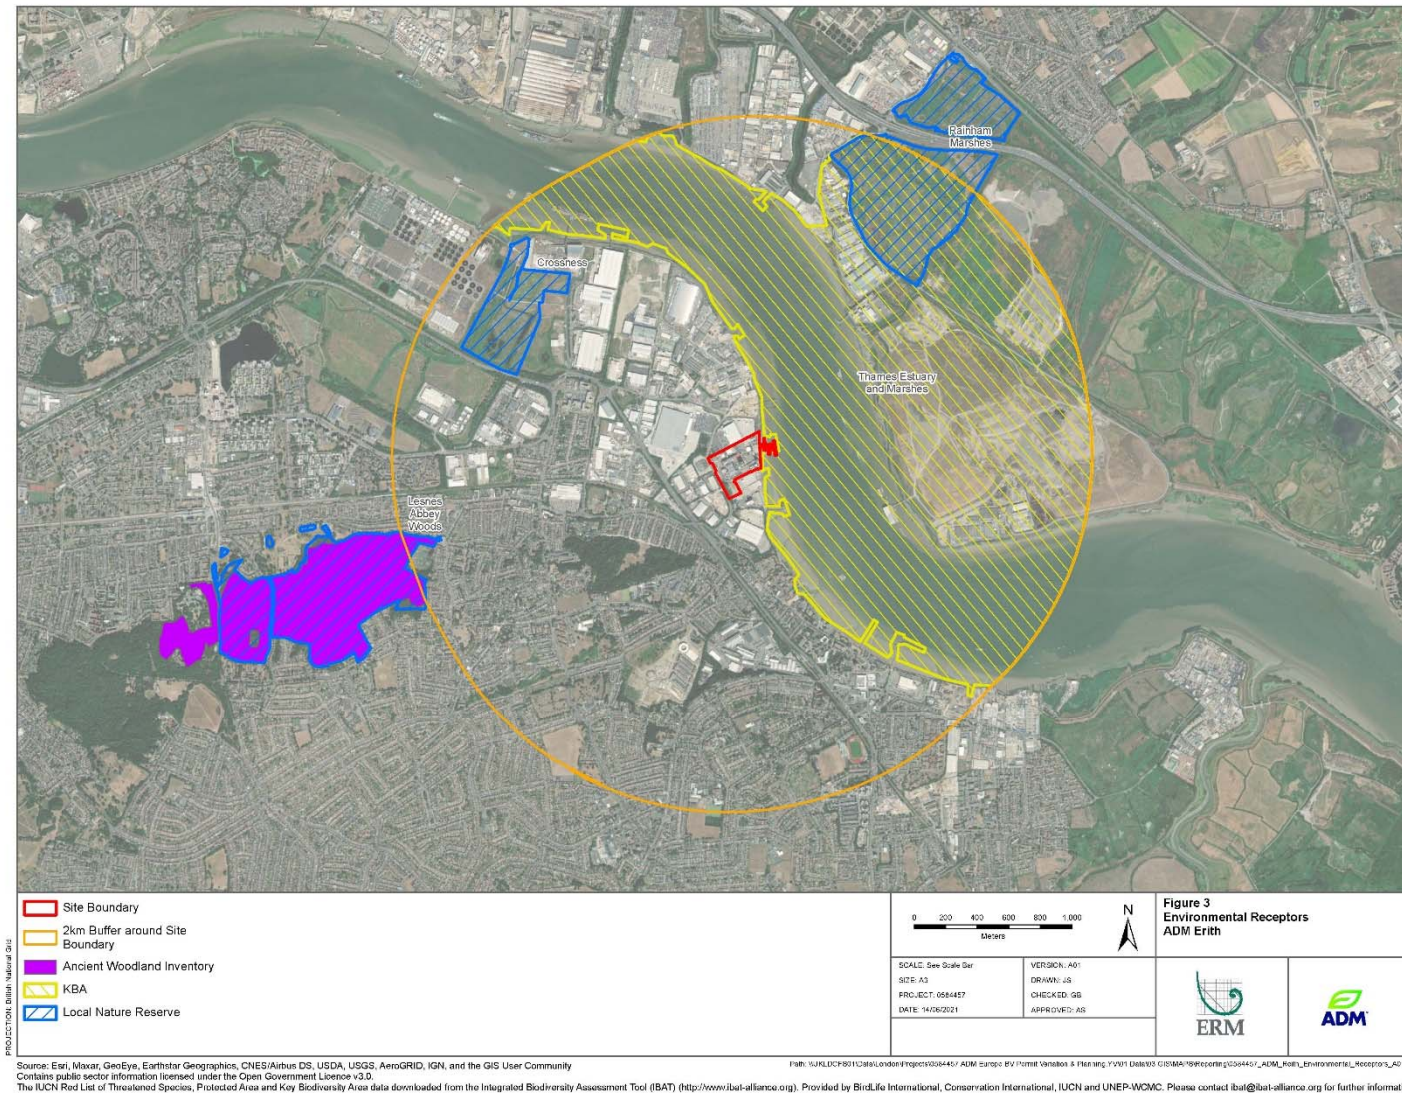 Rainham
Marshes
Crossness
Thames Estuary
and Marshes
Lesnes
Abbey
Woods
Site Boundary
2km Buffer around Site
Boundary
Ancient Woodland Inventory
KBA
Local Nature Reserve
0 200 400 600 800 1,000
Meters
N
Figure 3
Environmental Receptors
ADM Erith
SCALE: See Scale Bar
VERSION: A01
SIZE: A3
DRAWN: JS
PROJECT: 0564457
CHECKED: GB
DATE: 14/06/2021
APPROVED: AS
ERM
ADM
PROJECTION: British National Grid
Source: Esri, Maxar, GeoEye, Earthstar Geographics, CNES/Airbus DS, USDA, USGS, AeroGRID, IGN, and the GIS User Community
Contains public sector information licensed under the Open Government Licence v3.0.
The IUCN Red List of Threatened Species, Protected Area and Key Biodiversity Area data downloaded from the Integrated Biodiversity Assessment Tool (IBAT) (http://www.ibat-alliance.org). Provided by BirdLife International, Conservation International, IUCN and UNEP-WCMC. Please contact ibat@ibat-alliance.org for further informati